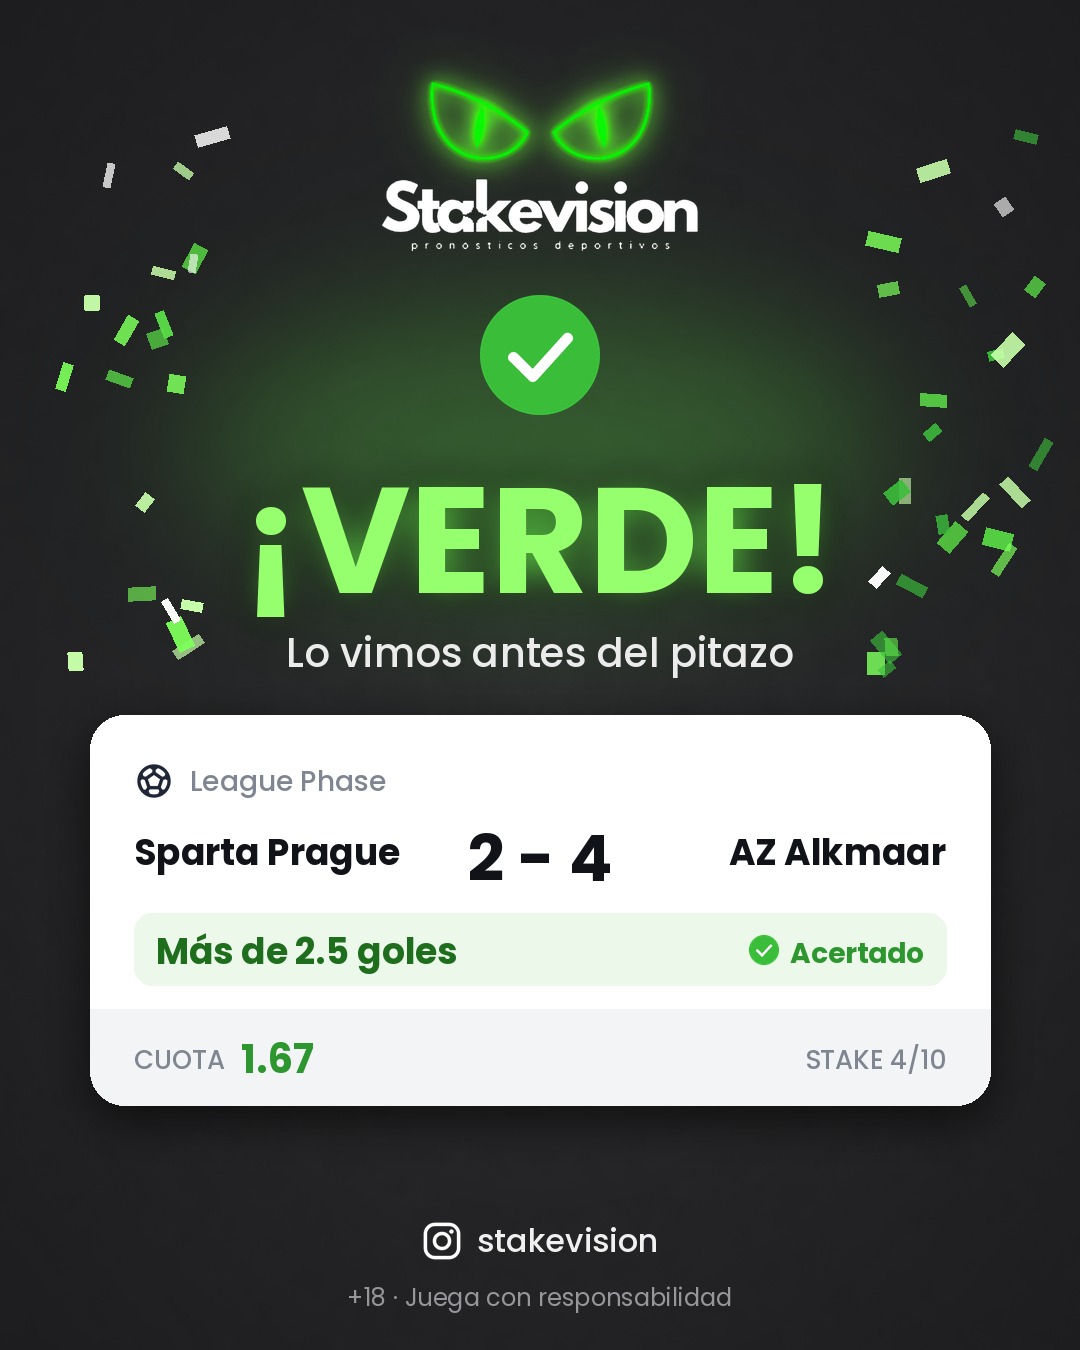 Stakevision
pronósticos deportivos
¡VERDE!
Lo vimos antes del pitazo
League Phase
Sparta Prague 2 - 4 AZ Alkmaar
Más de 2.5 goles Acertado
CUOTA 1.67 STAKE 4/10
stakevision
+18 · Juega con responsabilidad